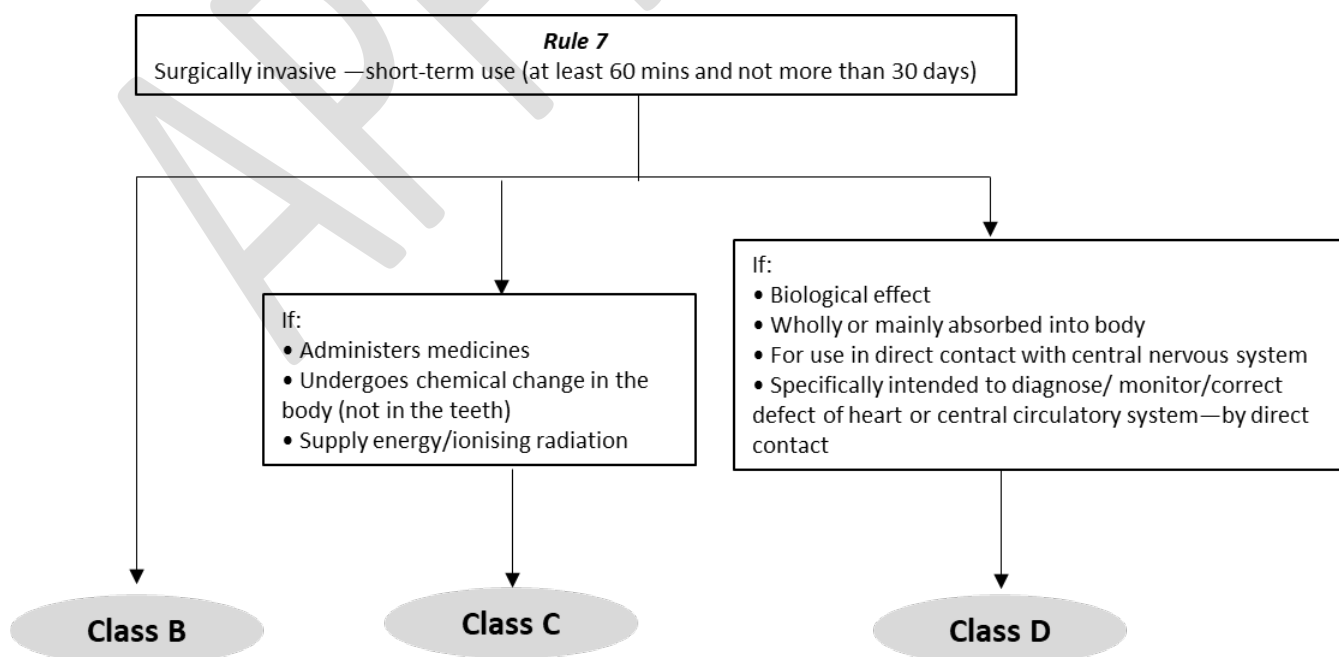 Rule 7
Surgically invasive —short-term use (at least 60 mins and not more than 30 days)
If:
• Administers medicines
• Undergoes chemical change in the
body (not in the teeth)
• Supply energy/ionising radiation
If:
• Biological effect
• Wholly or mainly absorbed into body
• For use in direct contact with central nervous system
• Specifically intended to diagnose/ monitor/correct
defect of heart or central circulatory system—by direct
contact
Class B
Class C
Class D